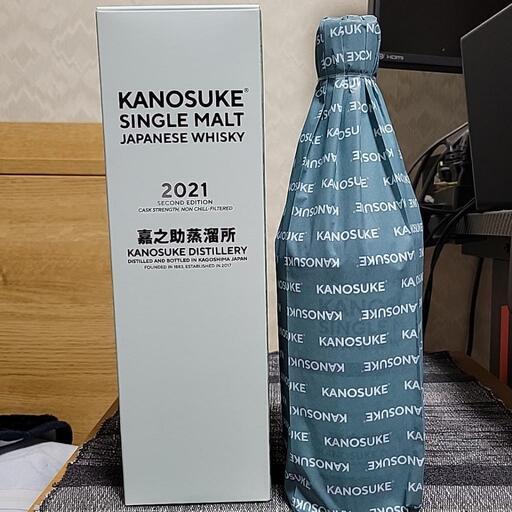 KANOSUKE®
SINGLE MALT
JAPANESE WHISKY
2021
SECOND EDITION
CASK STRENGTH, NON CHILL-FILTERED
嘉之助蒸溜所
KANOSUKE DISTILLERY
DISTILLED AND BOTTLED IN KAGOSHIMA JAPAN
FOUNDED IN 1883, ESTABLISHED IN 2017
KANOSUKE
KANOSUKE
KANOSUKE
KANOSUKE
KANOSUKE
KANOSUKE
KANOSUKE
KANOSUKE
KANOSUKE
KANOSUKE
HDMI